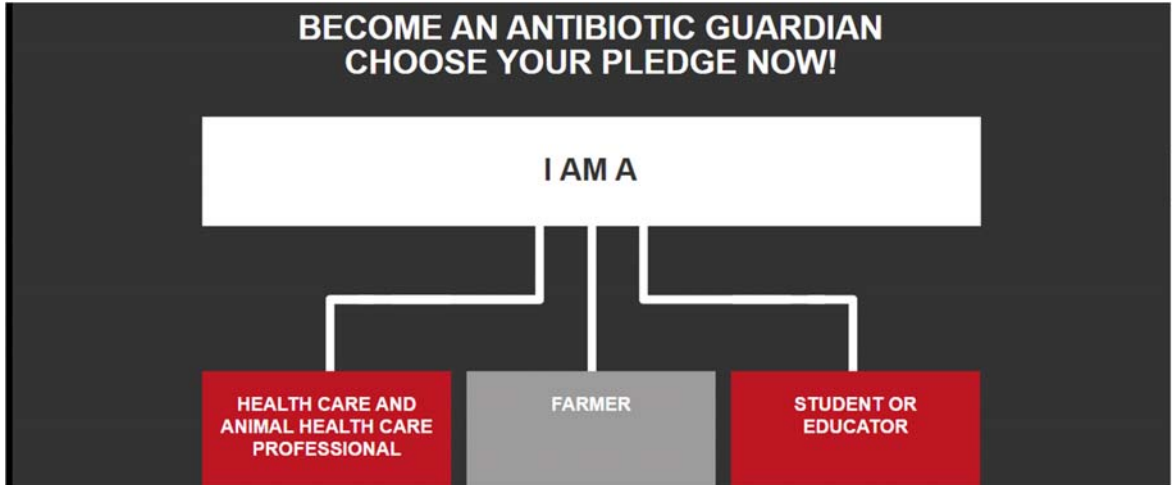 BECOME AN ANTIBIOTIC GUARDIAN
CHOOSE YOUR PLEDGE NOW!
I AM A
HEALTH CARE AND
ANIMAL HEALTH CARE
PROFESSIONAL
FARMER
STUDENT OR
EDUCATOR